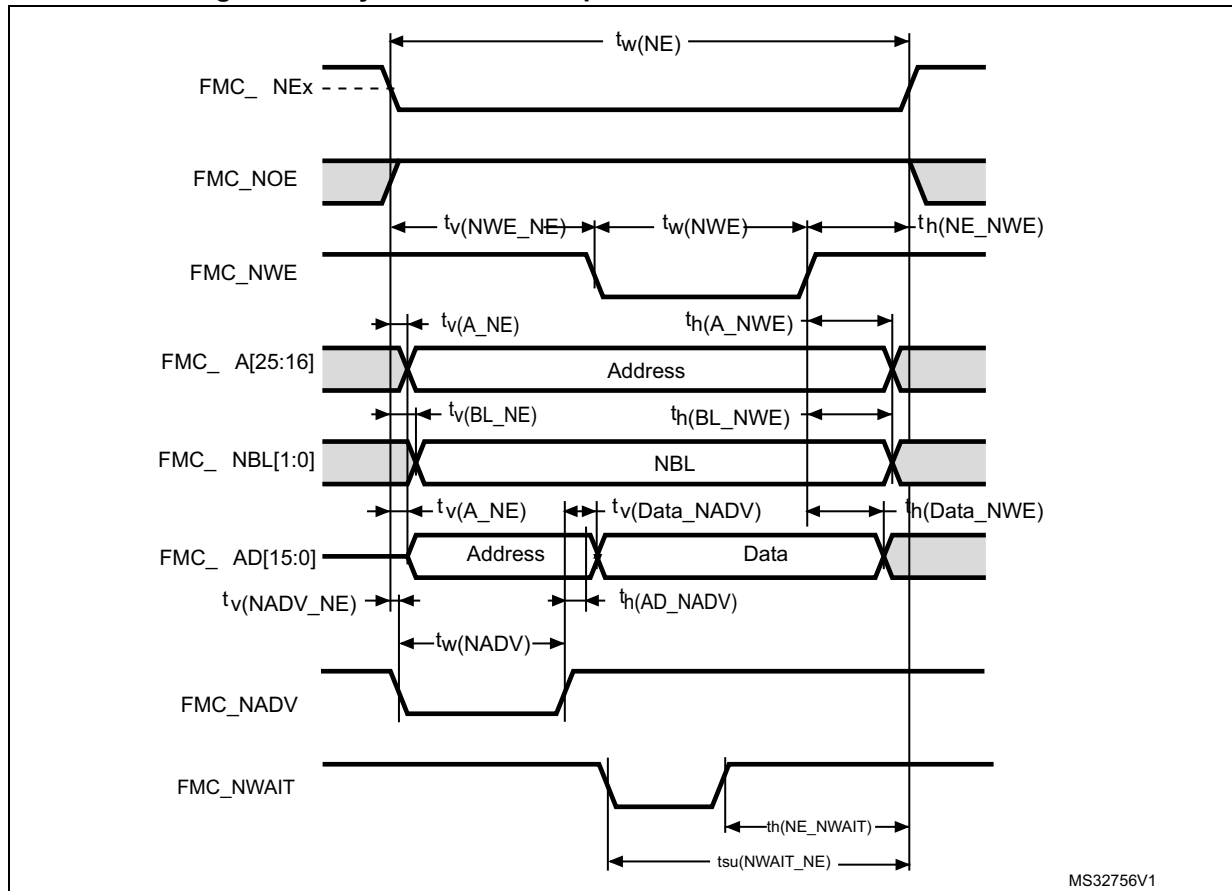 tw(NE)
FMC_ NEx
FMC_NOE
tv(NWE_NE)
tw(NWE)
th(NE_NWE)
FMC_NWE
tv(A_NE)
th(A_NWE)
FMC_ A[25:16]
Address
tv(BL_NE)
th(BL_NWE)
FMC_ NBL[1:0]
NBL
tv(A_NE)
tv(Data_NADV)
th(Data_NWE)
FMC_ AD[15:0]
Address
Data
tv(NADV_NE)
th(AD_NADV)
tw(NADV)
FMC_NADV
FMC_NWAIT
th(NE_NWAIT)
tsu(NWAIT_NE)
MS32756V1